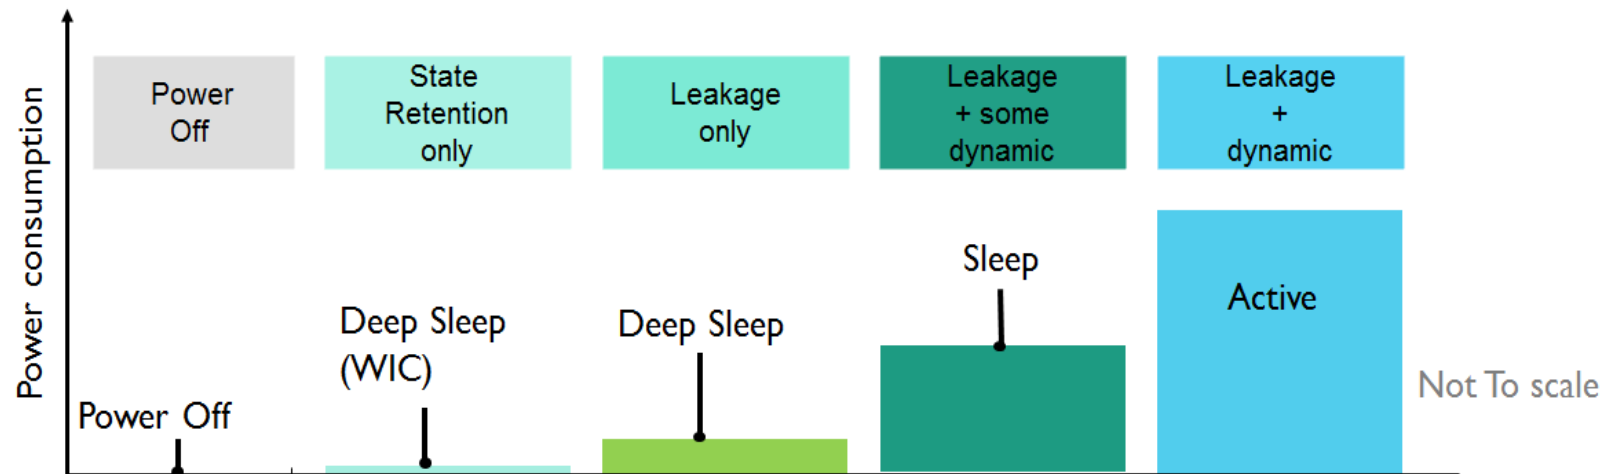 Power consumption
Power
Off
State
Retention
only
Leakage
only
Leakage
+ some
dynamic
Leakage
+
dynamic
Power Off
Deep Sleep
(WIC)
Deep Sleep
Sleep
Active
Not To scale